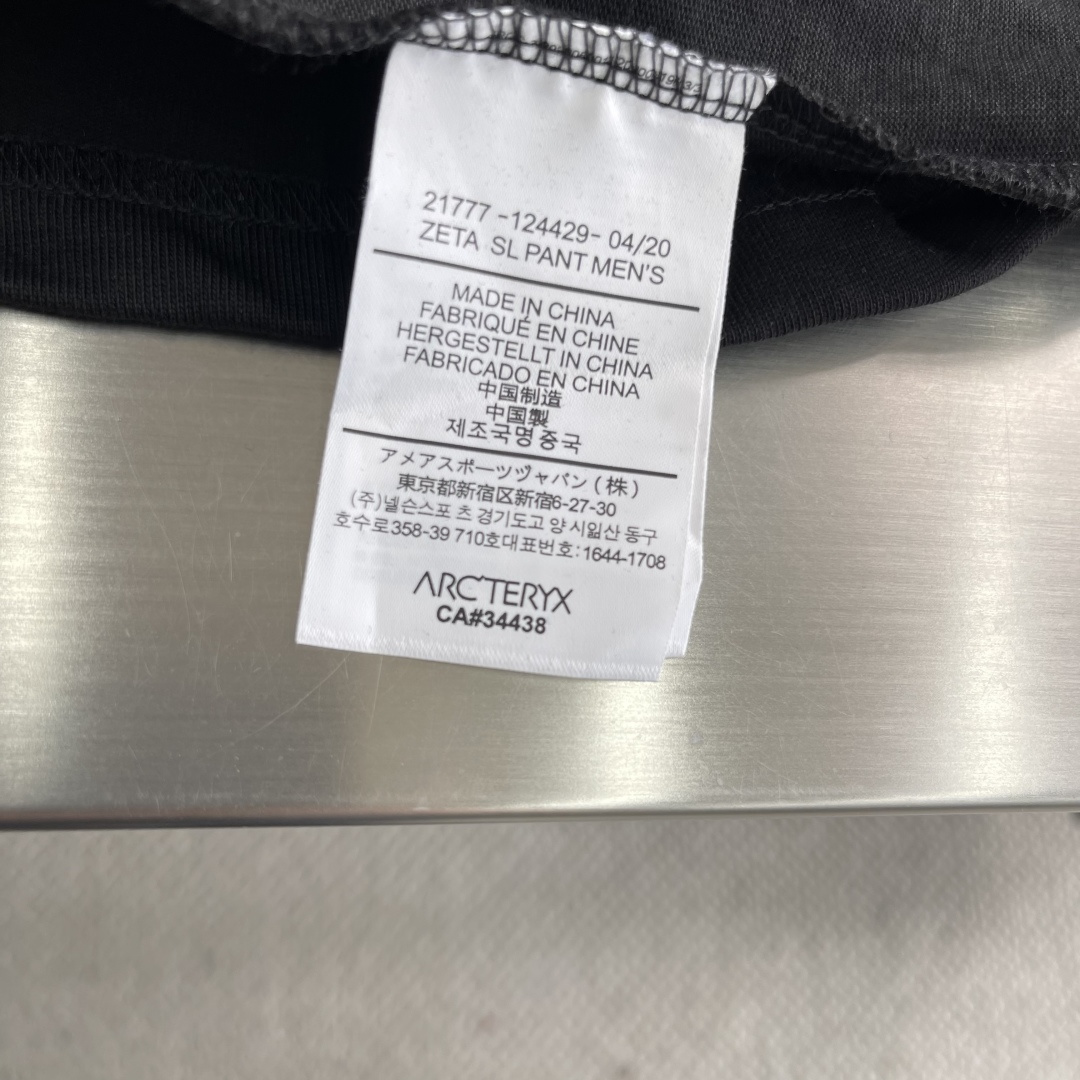 21777 -124429- 04/20
ZETA SL PANT MEN'S
MADE IN CHINA
FABRIQUÉ EN CHINE
HERGESTELLT IN CHINA
FABRICADO EN CHINA
中国制造
中国製
제조국명 중국
アメアスポーツヅャパン (株)
東京都新宿区新宿6-27-30
(주)넬슨스포 츠 경기도고 양 시잂산 동구
호수로358-39 710호대표번호: 1644-1708
ARC'TERYX
CA#34438